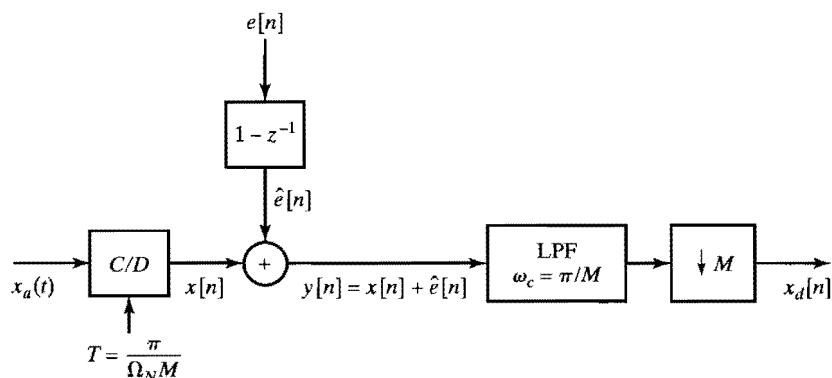 e[n]
1 − z⁻¹
ê[n]
C/D
+
LPF
ω_c = π/M
↓ M
x_a(t)
x[n]
y[n] = x[n] + ê[n]
x_d[n]
T = π / Ω_N M